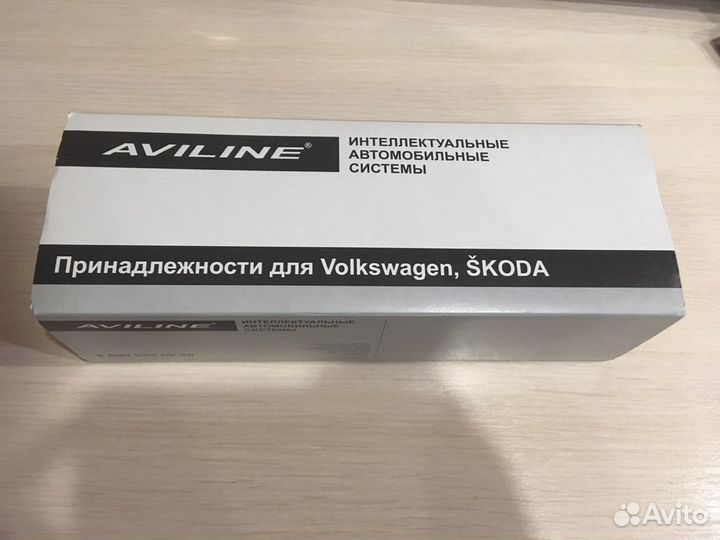 AVILINE®
ИНТЕЛЛЕКТУАЛЬНЫЕ
АВТОМОБИЛЬНЫЕ
СИСТЕМЫ
Принадлежности для Volkswagen, ŠKODA
AVILINE®
ИНТЕЛЛЕКТУАЛЬНЫЕ
АВТОМОБИЛЬНЫЕ
СИСТЕМЫ
Avito